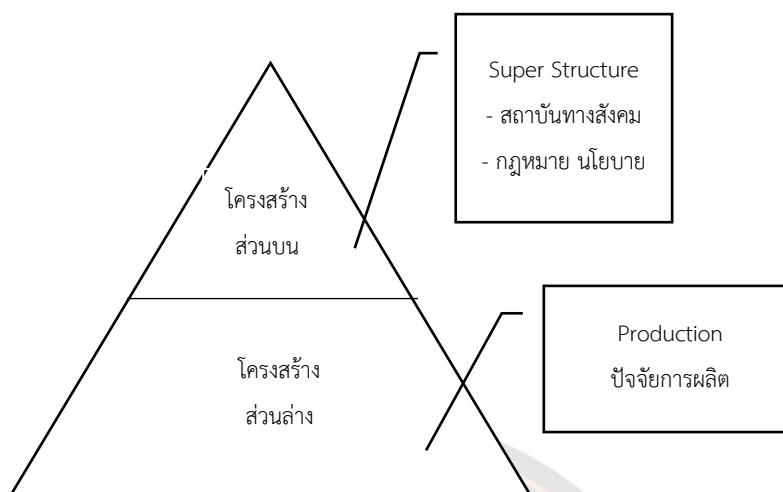 Super Structure
- สถาบันทางสังคม
- กฎหมาย นโยบาย
โครงสร้าง
ส่วนบน
Production
ปัจจัยการผลิต
โครงสร้าง
ส่วนล่าง